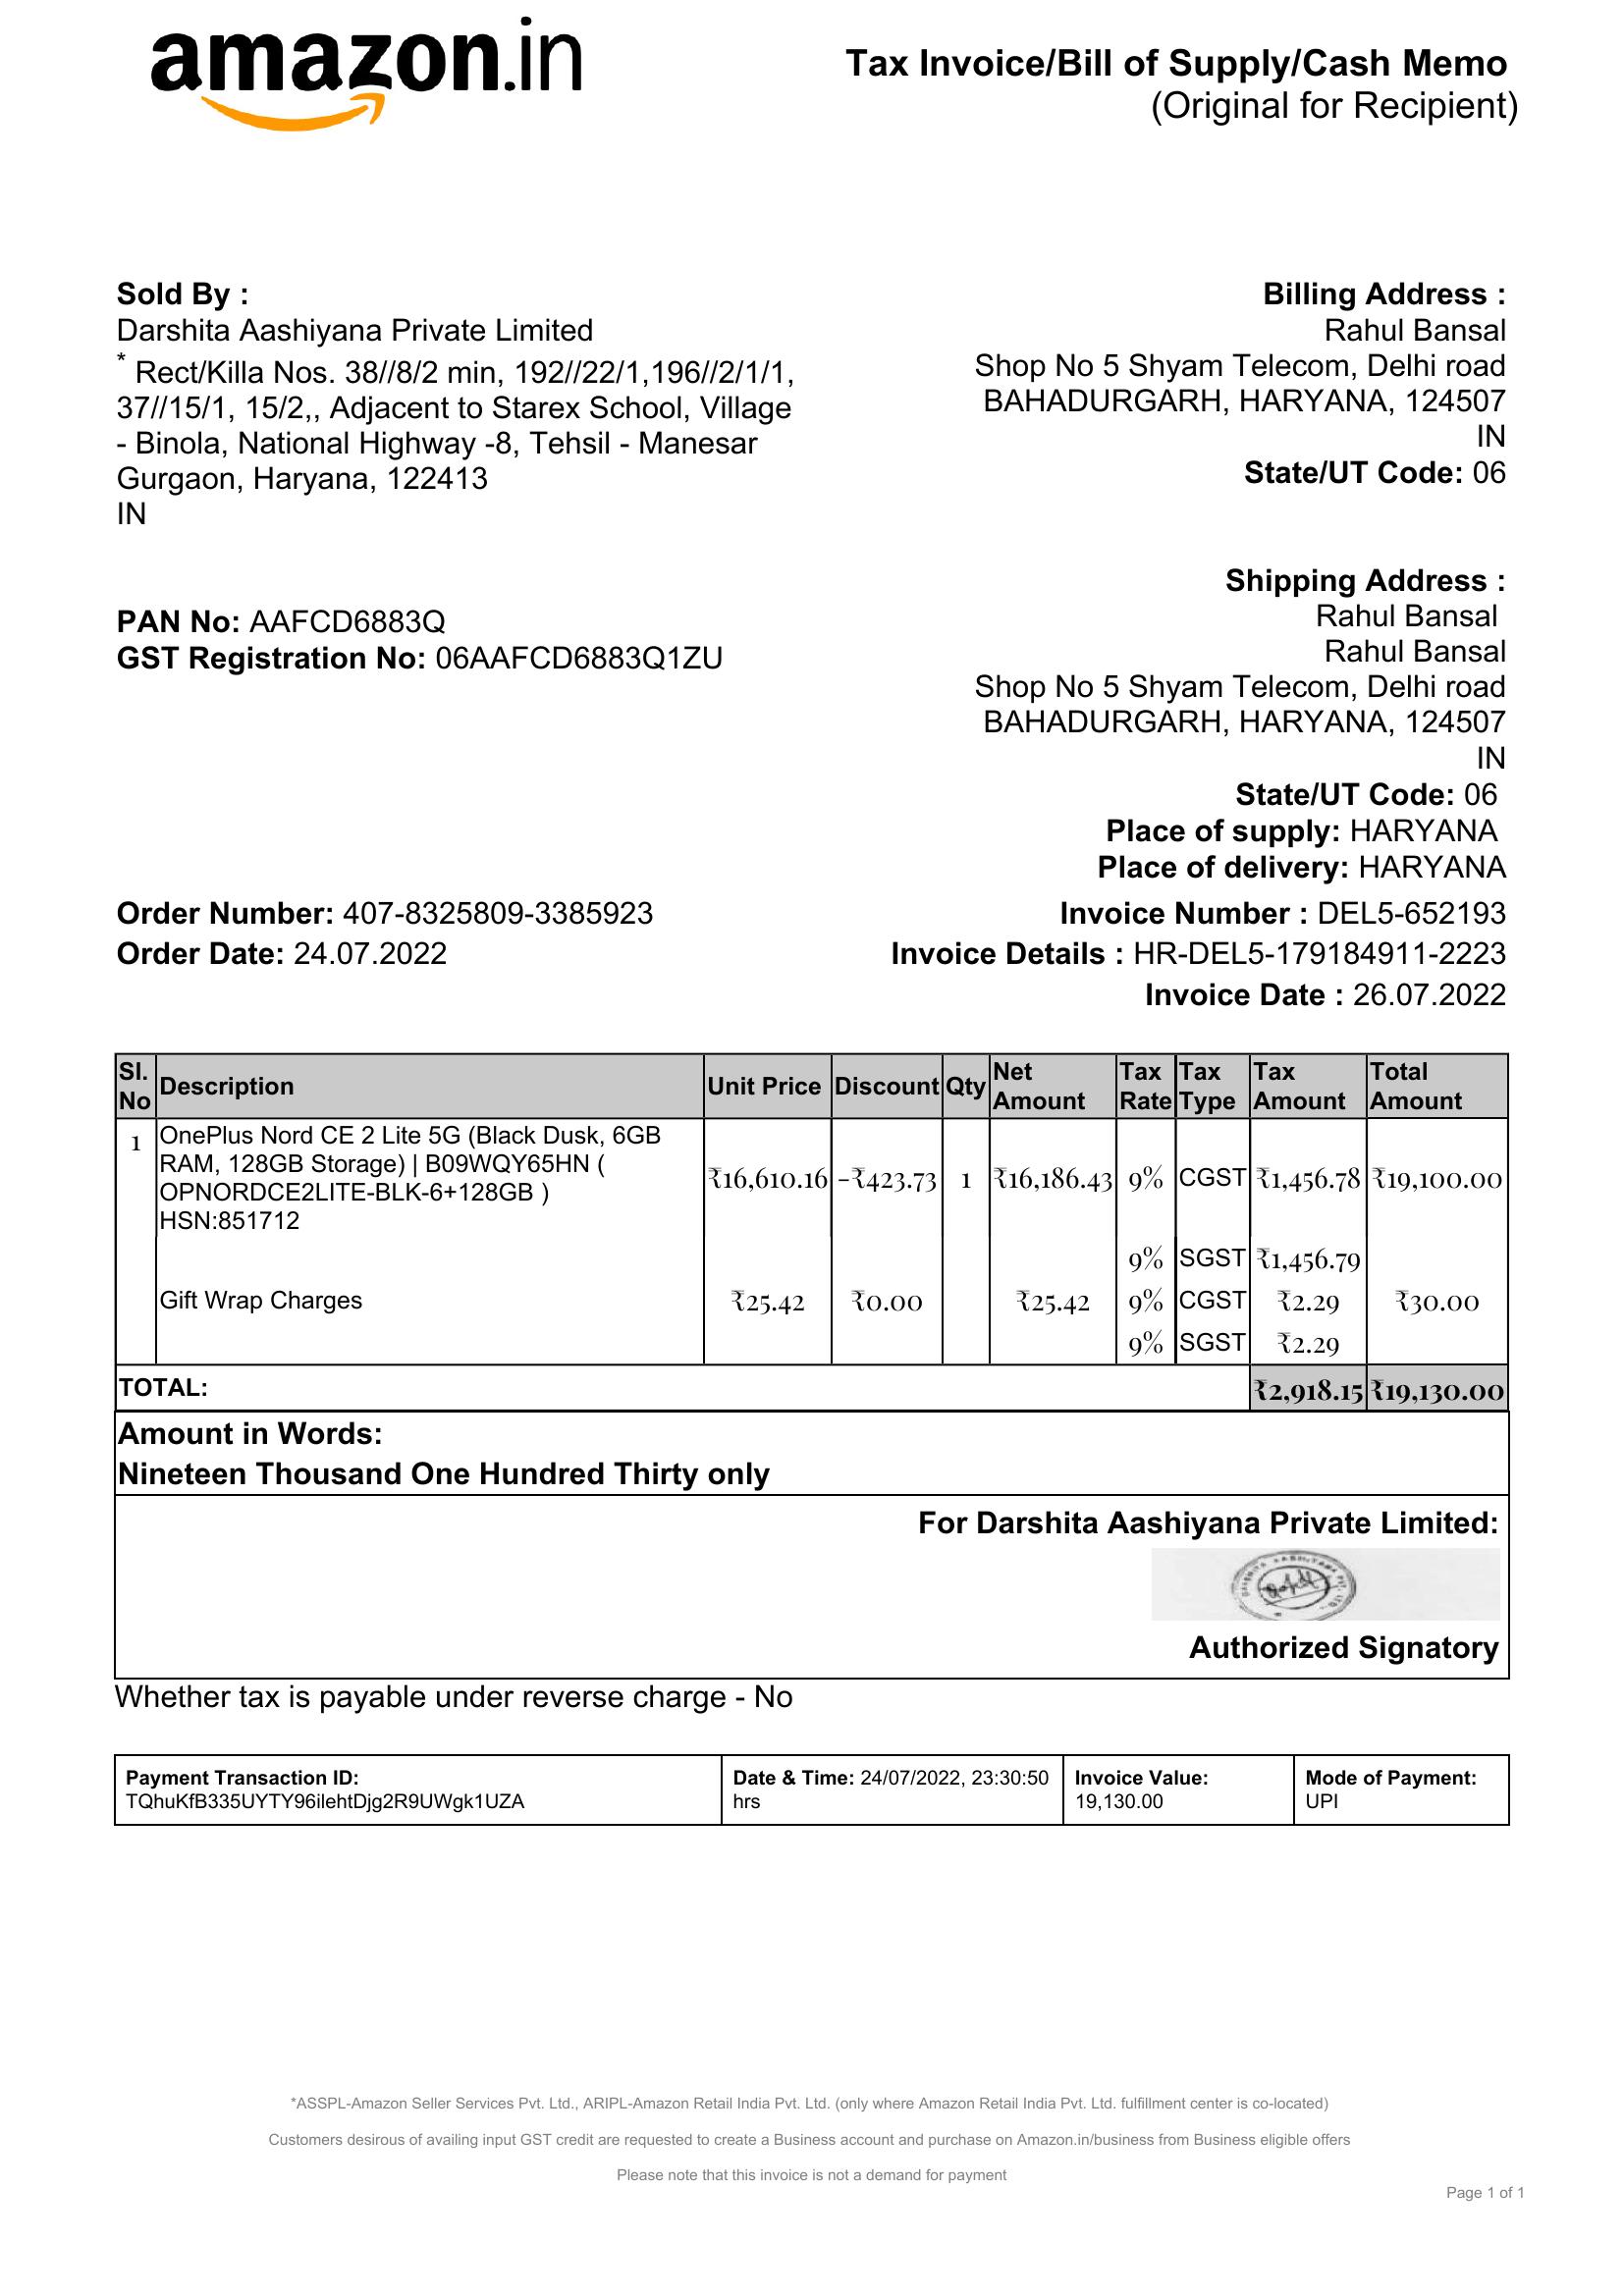 amazon.in
Tax Invoice/Bill of Supply/Cash Memo
(Original for Recipient)
Sold By :
Darshita Aashiyana Private Limited
* Rect/Killa Nos. 38//8/2 min, 192//22/1,196//2/1/1,
37//15/1, 15/2,, Adjacent to Starex School, Village
- Binola, National Highway -8, Tehsil - Manesar
Gurgaon, Haryana, 122413
IN
Billing Address :
Rahul Bansal
Shop No 5 Shyam Telecom, Delhi road
BAHADURGARH, HARYANA, 124507
IN
State/UT Code: 06
PAN No: AAFCD6883Q
GST Registration No: 06AAFCD6883Q1ZU
Shipping Address :
Rahul Bansal
Rahul Bansal
Shop No 5 Shyam Telecom, Delhi road
BAHADURGARH, HARYANA, 124507
IN
State/UT Code: 06
Place of supply: HARYANA
Place of delivery: HARYANA
Order Number: 407-8325809-3385923
Order Date: 24.07.2022
Invoice Number : DEL5-652193
Invoice Details : HR-DEL5-179184911-2223
Invoice Date : 26.07.2022
Sl. No Description Unit Price Discount Qty Net Amount Tax Rate Tax Type Tax Amount Total Amount
1 OnePlus Nord CE 2 Lite 5G (Black Dusk, 6GB
RAM, 128GB Storage) | B09WQY65HN (
OPNORDCE2LITE-BLK-6+128GB )
HSN:851712
₹16,610.16 -₹423.73 1 ₹16,186.43 9% CGST ₹1,456.78 ₹19,100.00
9% SGST ₹1,456.79
Gift Wrap Charges ₹25.42 ₹0.00 ₹25.42 9% CGST ₹2.29 ₹30.00
9% SGST ₹2.29
TOTAL: ₹2,918.15 ₹19,130.00
Amount in Words:
Nineteen Thousand One Hundred Thirty only
For Darshita Aashiyana Private Limited:
Authorized Signatory
Whether tax is payable under reverse charge - No
Payment Transaction ID:
TQhuKfB335UYTY96ilehtDjg2R9UWgk1UZA
Date & Time: 24/07/2022, 23:30:50
hrs
Invoice Value:
19,130.00
Mode of Payment:
UPI
*ASSPL-Amazon Seller Services Pvt. Ltd., ARIPL-Amazon Retail India Pvt. Ltd. (only where Amazon Retail India Pvt. Ltd. fulfillment center is co-located)
Customers desirous of availing input GST credit are requested to create a Business account and purchase on Amazon.in/business from Business eligible offers
Please note that this invoice is not a demand for payment
Page 1 of 1